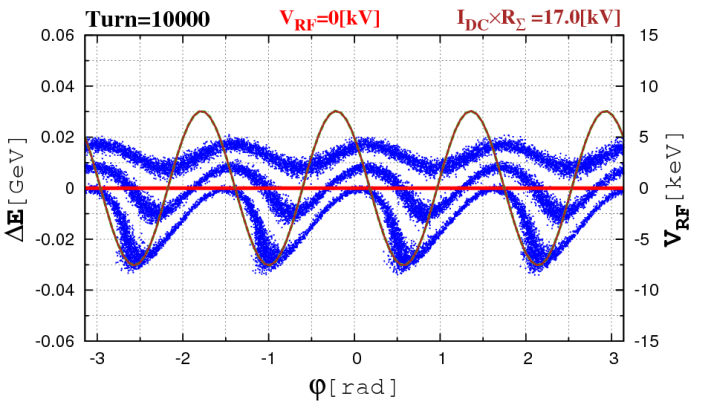 Turn=10000 V_RF=0[kV] I_DC×R_Σ =17.0[kV]
0.06 15
0.04 10
0.02 5
0 0
-0.02 -5
-0.04 -10
-0.06 -15
ΔE[GeV]
V_RF[keV]
-3 -2 -1 0 1 2 3
φ[rad]